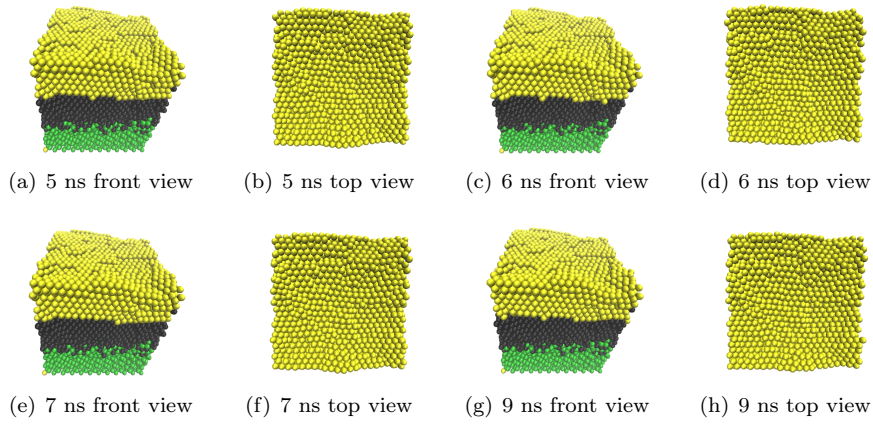 (a) 5 ns front view
(b) 5 ns top view
(c) 6 ns front view
(d) 6 ns top view
(e) 7 ns front view
(f) 7 ns top view
(g) 9 ns front view
(h) 9 ns top view